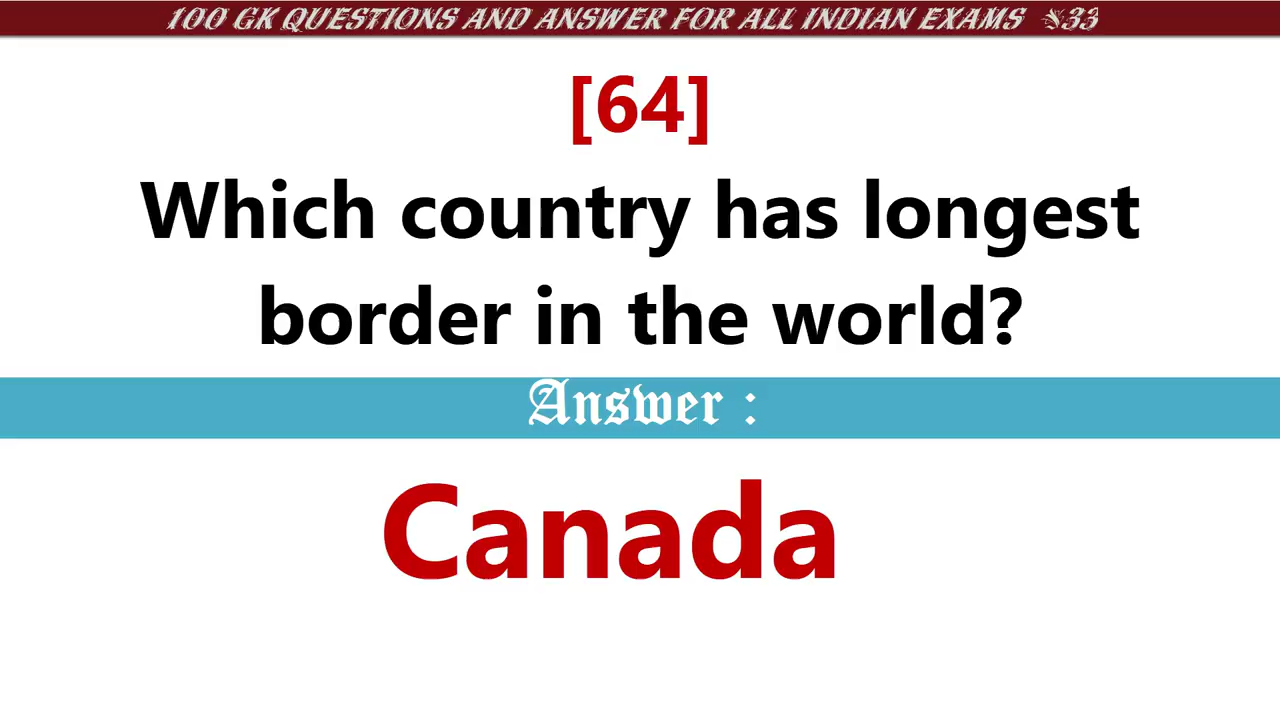 100 GK QUESTIONS AND ANSWER FOR ALL INDIAN EXAMS
[64]
Which country has longest
border in the world?
Answer :
Canada